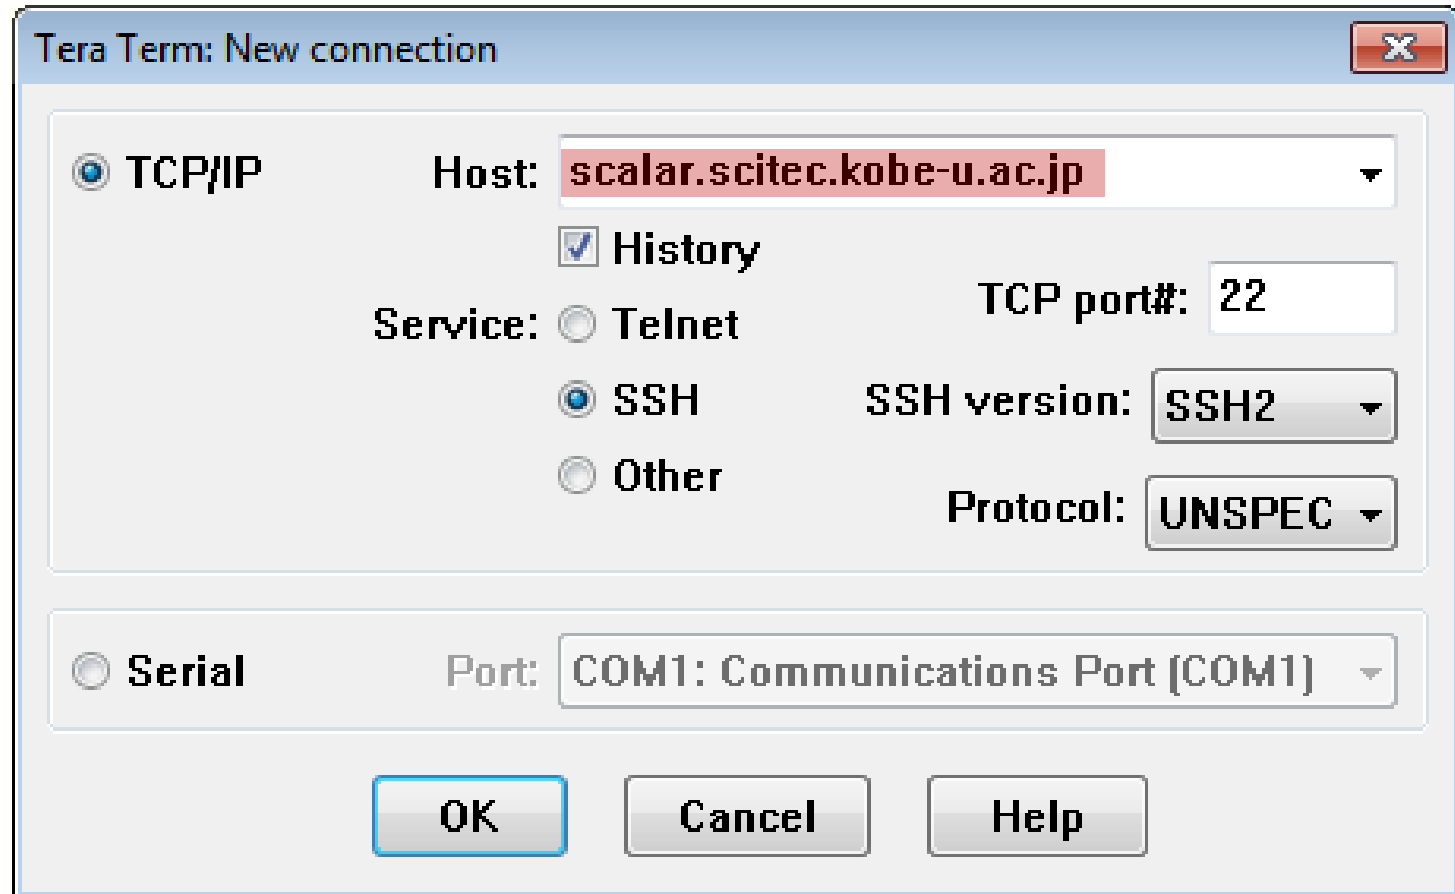 Tera Term: New connection
TCP/IP Host: scalar.scitec.kobe-u.ac.jp
History
TCP port#: 22
Service: Telnet
SSH SSH version: SSH2
Other
Protocol: UNSPEC
Serial Port: COM1: Communications Port (COM1)
OK Cancel Help